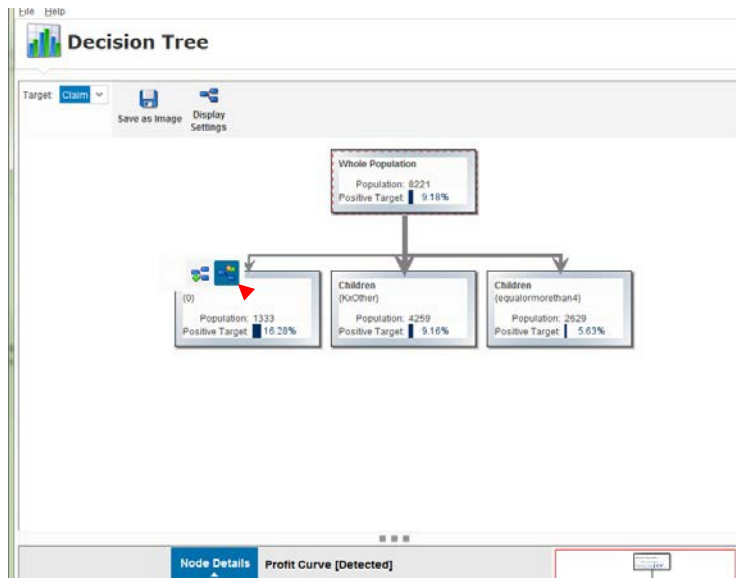 File Help
Decision Tree
Target: Claim
Save as Image
Display
Settings
Whole Population
Population: 8221
Positive Target: 9.18%
(0)
Population: 1333
Positive Target: 16.28%
Children
(KxOther)
Population: 4259
Positive Target: 9.16%
Children
(equalormorethan4)
Population: 2629
Positive Target: 5.63%
Node Details
Profit Curve [Detected]